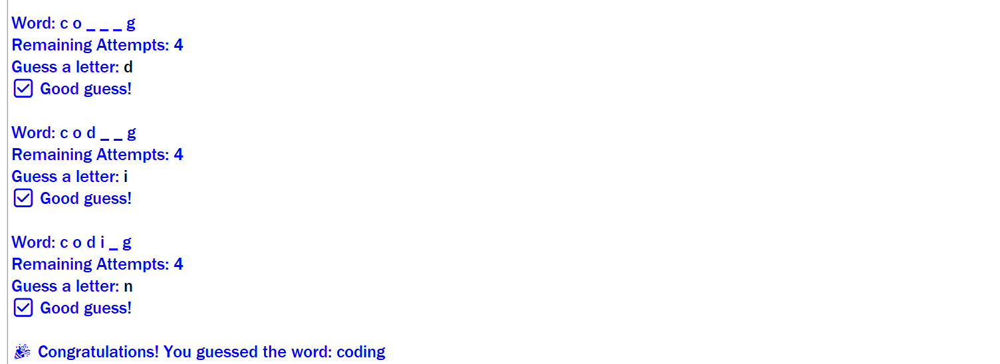 Word: c o _ _ _ g
Remaining Attempts: 4
Guess a letter: d
☑ Good guess!
Word: c o d _ _ g
Remaining Attempts: 4
Guess a letter: i
☑ Good guess!
Word: c o d i _ g
Remaining Attempts: 4
Guess a letter: n
☑ Good guess!
🎉 Congratulations! You guessed the word: coding